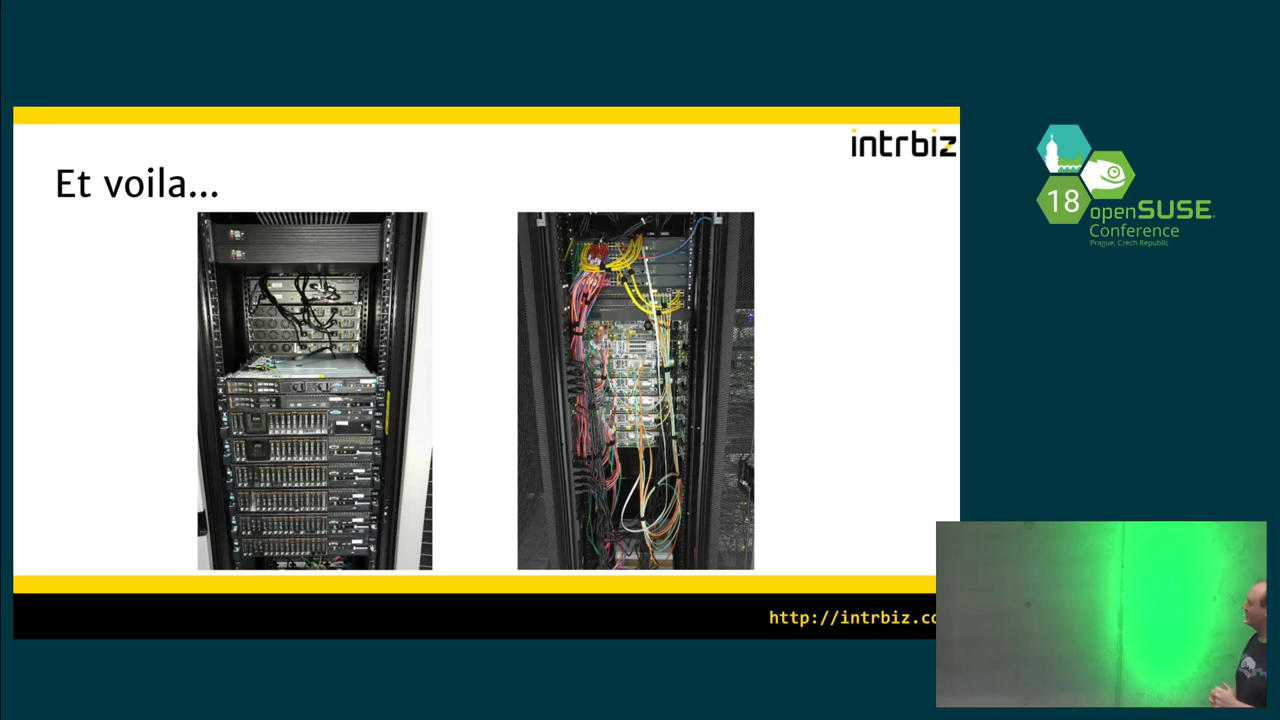 intrbiz
Et voila...
18
openSUSE
Conference
Prague, Czech Republic
http://intrbiz.co